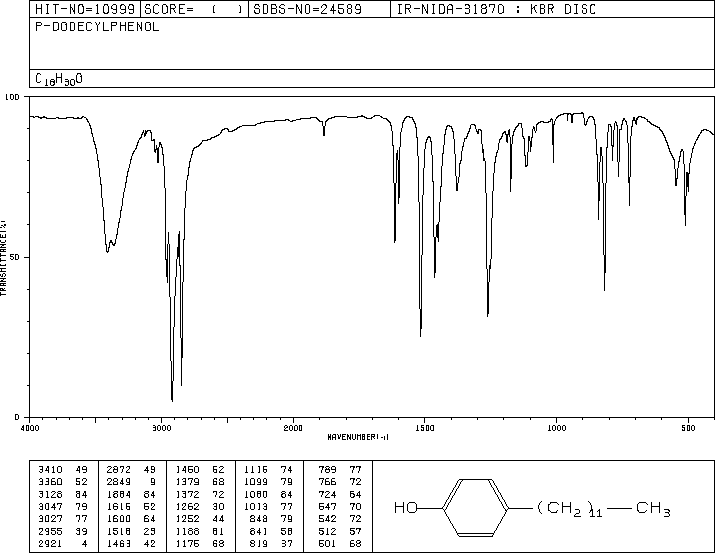 HIT-NO=10999 SCORE= ( ) SDBS-NO=24589 IR-NIDA-31870 : KBR DISC
P-DODECYLPHENOL
C18H30O
100
50
0
TRANSMITTANCE(%)
4000 3000 2000 1500 1000 500
WAVENUMBER(-1)
3410 49 2872 49 1460 62 1116 74 789 77
3360 52 2849 9 1379 68 1099 79 766 72
3128 84 1884 84 1372 72 1080 84 724 64
3047 79 1616 52 1262 30 1013 77 647 70
3027 77 1600 64 1252 44 848 79 542 72
2955 39 1518 23 1188 81 841 58 512 57
2921 4 1463 42 1176 68 819 37 501 68
HO (CH2)11 CH3